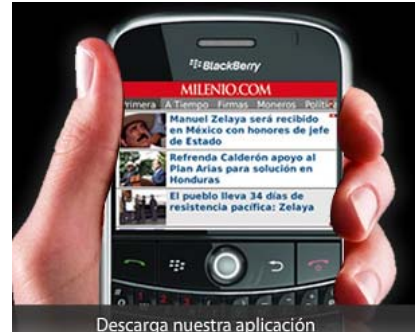 BlackBerry
MILENIO.COM
Primera A Tiempo Firmas Moneros Polític
Manuel Zelaya será recibido
en México con honores de jefe
de Estado
Refrenda Calderón apoyo al
Plan Arias para solución en
Honduras
El pueblo lleva 34 días de
resistencia pacífica: Zelaya
Descarga nuestra aplicación